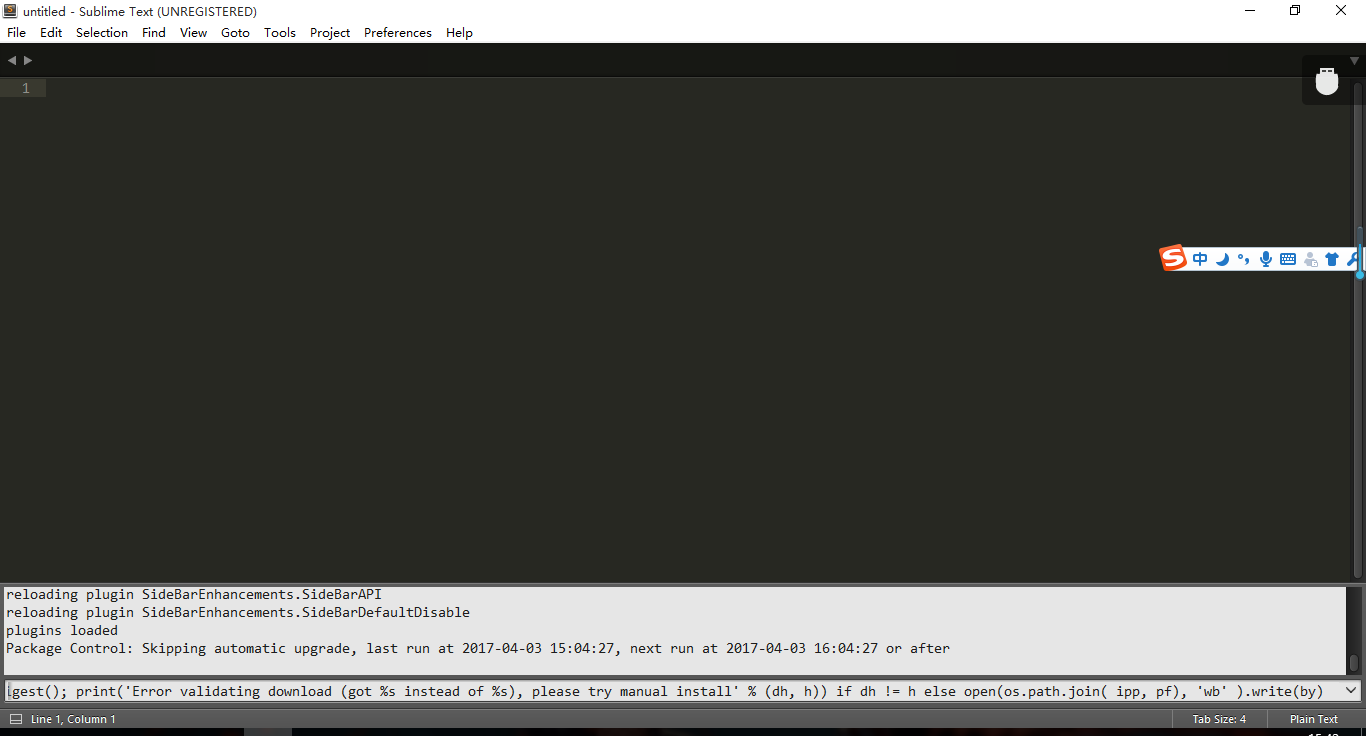 untitled - Sublime Text (UNREGISTERED)
File Edit Selection Find View Goto Tools Project Preferences Help
1
中
reloading plugin SideBarEnhancements.SideBarAPI
reloading plugin SideBarEnhancements.SideBarDefaultDisable
plugins loaded
Package Control: Skipping automatic upgrade, last run at 2017-04-03 15:04:27, next run at 2017-04-03 16:04:27 or after
igest(); print('Error validating download (got %s instead of %s), please try manual install' % (dh, h)) if dh != h else open(os.path.join( ipp, pf), 'wb' ).write(by)
Line 1, Column 1
Tab Size: 4
Plain Text